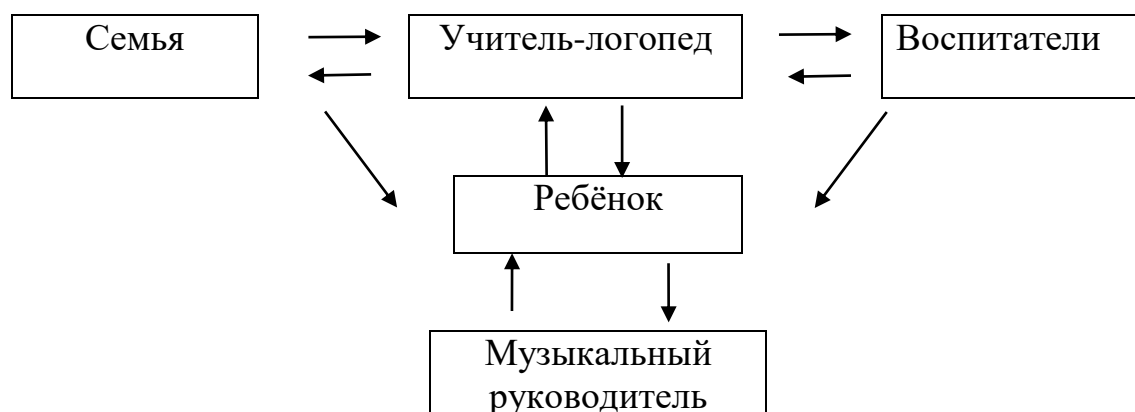 Семья
Учитель-логопед
Воспитатели
Ребёнок
Музыкальный
руководитель